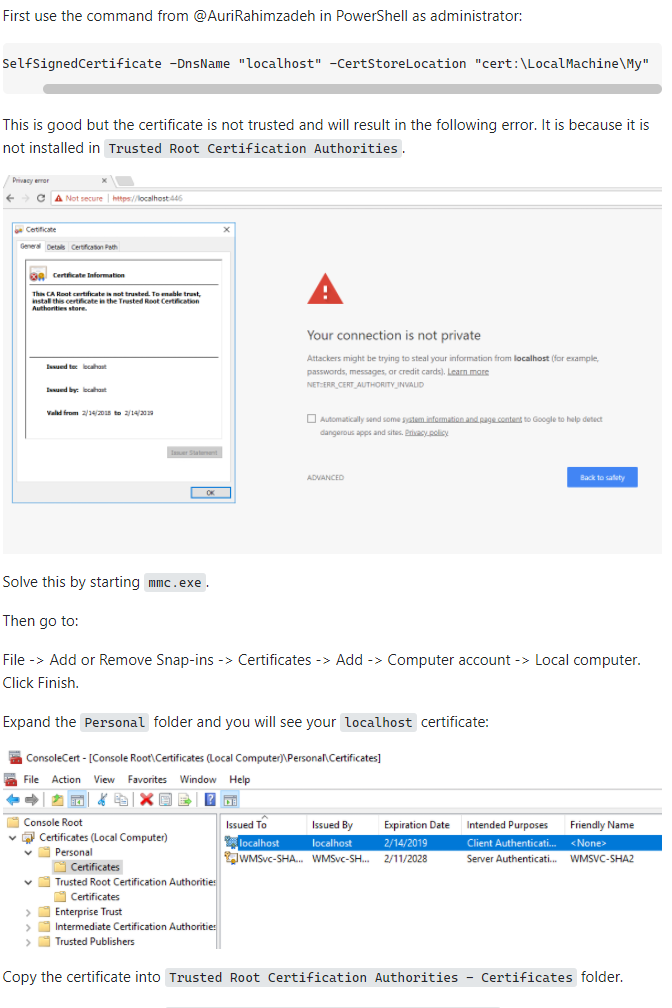 First use the command from @AuriRahimzadeh in PowerShell as administrator:
SelfSignedCertificate -DnsName "localhost" -CertStoreLocation "cert:\LocalMachine\My"
This is good but the certificate is not trusted and will result in the following error. It is because it is
not installed in Trusted Root Certification Authorities.
Privacy error
Not secure | https://localhost:446
Certificate
General Details Certification Path
Certificate Information
This CA Root certificate is not trusted. To enable trust,
install this certificate in the Trusted Root Certification
Authorities store.
Issued to: localhost
Issued by: localhost
Valid from 2/14/2018 to 2/14/2019
Issuer Statement
OK
Your connection is not private
Attackers might be trying to steal your information from localhost (for example,
passwords, messages, or credit cards). Learn more
NET::ERR_CERT_AUTHORITY_INVALID
Automatically send some system information and page content to Google to help detect
dangerous apps and sites. Privacy policy
ADVANCED
Back to safety
Solve this by starting mmc.exe.
Then go to:
File -> Add or Remove Snap-ins -> Certificates -> Add -> Computer account -> Local computer.
Click Finish.
Expand the Personal folder and you will see your localhost certificate:
ConsoleCert - [Console Root\Certificates (Local Computer)\Personal\Certificates]
File Action View Favorites Window Help
Console Root
Certificates (Local Computer)
Personal
Certificates
Trusted Root Certification Authoritie
Certificates
Enterprise Trust
Intermediate Certification Authoritie
Trusted Publishers
Issued To Issued By Expiration Date Intended Purposes Friendly Name
localhost localhost 2/14/2019 Client Authenticati... <None>
WMSvc-SHA... WMSvc-SH... 2/11/2028 Server Authenticati... WMSVC-SHA2
Copy the certificate into Trusted Root Certification Authorities - Certificates folder.